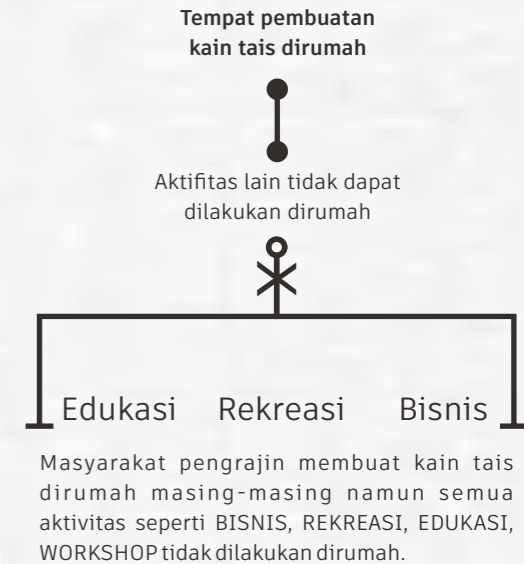 Tempat pembuatan
kain tais dirumah
Aktifitas lain tidak dapat
dilakukan dirumah
Edukasi Rekreasi Bisnis
Masyarakat pengrajin membuat kain tais
dirumah masing-masing namun semua
aktivitas seperti BISNIS, REKREASI, EDUKASI,
WORKSHOP tidak dilakukan dirumah.